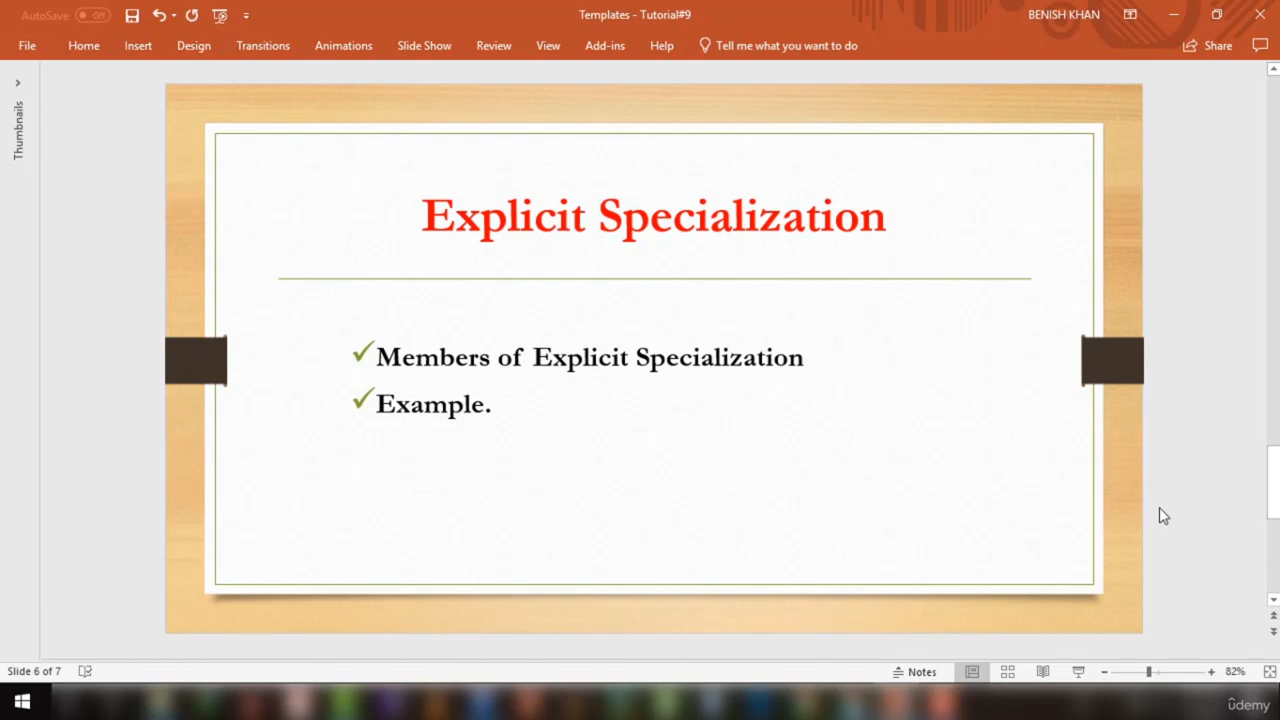 AutoSave Off
Templates - Tutorial#9
BENISH KHAN
File Home Insert Design Transitions Animations Slide Show Review View Add-ins Help Tell me what you want to do Share
Thumbnails
Explicit Specialization
Members of Explicit Specialization
Example.
Slide 6 of 7
Notes
82%
ûdemy